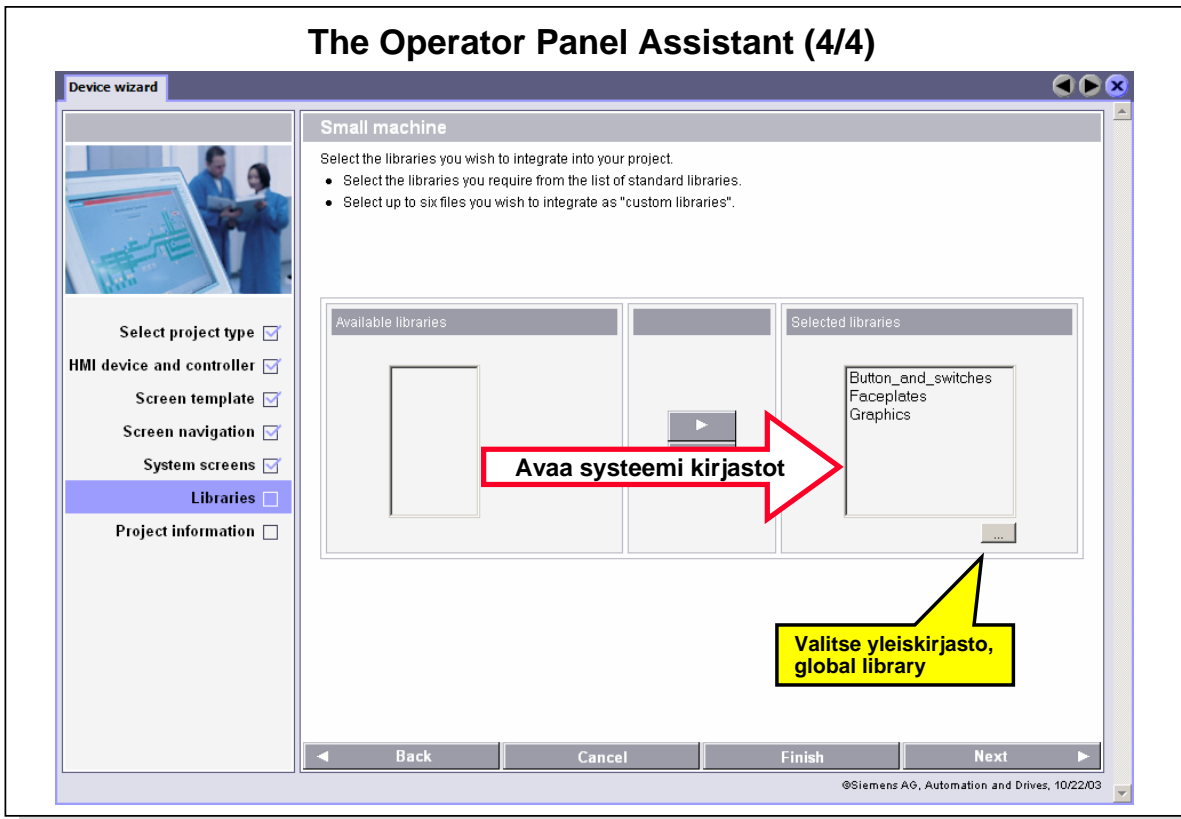 The Operator Panel Assistant (4/4)
Device wizard
Small machine
Select the libraries you wish to integrate into your project.
• Select the libraries you require from the list of standard libraries.
• Select up to six files you wish to integrate as "custom libraries".
Select project type
HMI device and controller
Screen template
Screen navigation
System screens
Libraries
Project information
Available libraries
Selected libraries
Button_and_switches
Faceplates
Graphics
Avaa systeemi kirjastot
...
Valitse yleiskirjasto,
global library
Back
Cancel
Finish
Next
©Siemens AG, Automation and Drives, 10/22/03